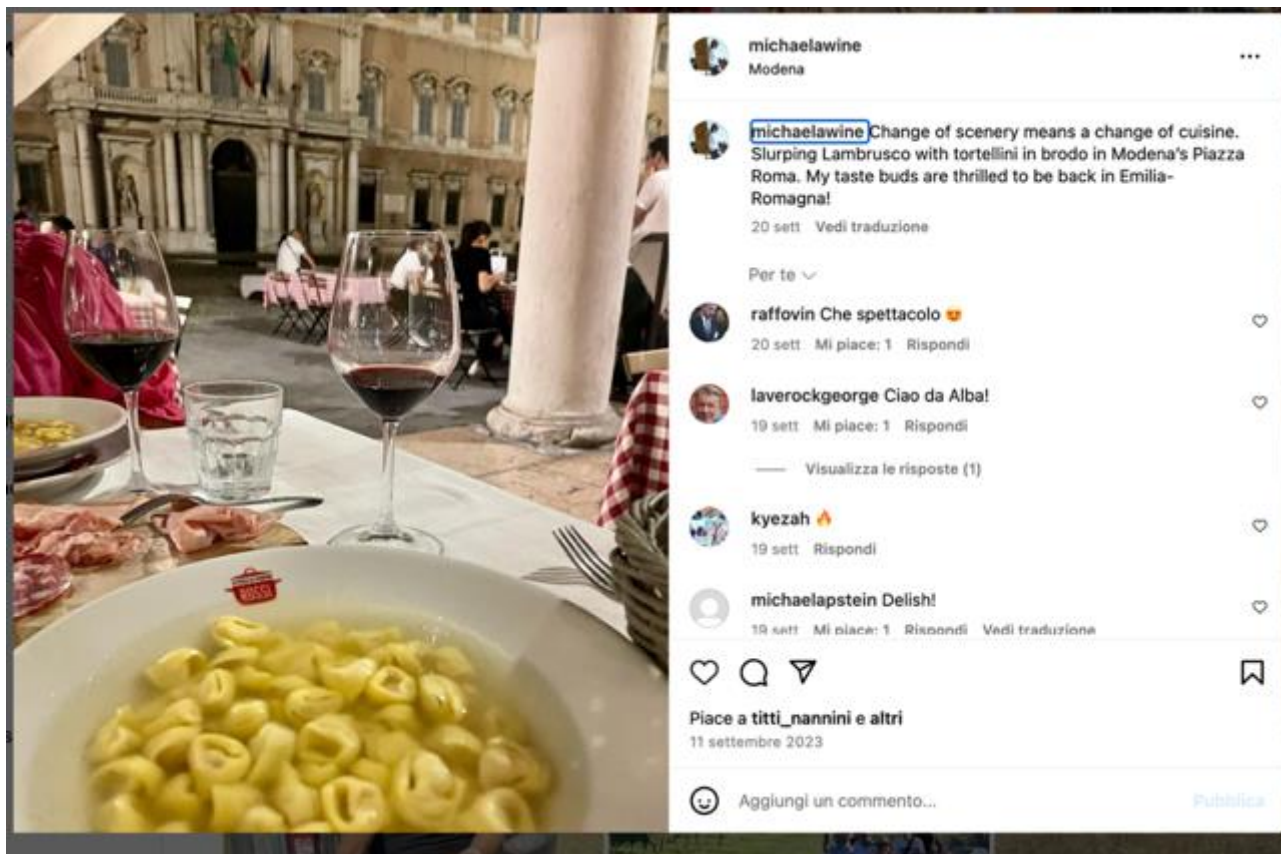 michaelawine
Modena
michaelawine Change of scenery means a change of cuisine.
Slurping Lambrusco with tortellini in brodo in Modena's Piazza
Roma. My taste buds are thrilled to be back in Emilia-
Romagna!
20 sett Vedi traduzione
Per te
raffovin Che spettacolo 😍
20 sett Mi piace: 1 Rispondi
laverockgeorge Ciao da Alba!
19 sett Mi piace: 1 Rispondi
Visualizza le risposte (1)
kyezah 🔥
19 sett Rispondi
michaelapstein Delish!
19 sett Mi piace: 1 Rispondi Vedi traduzione
Piace a titti_nannini e altri
11 settembre 2023
Aggiungi un commento...
Pubblica
ROSSI